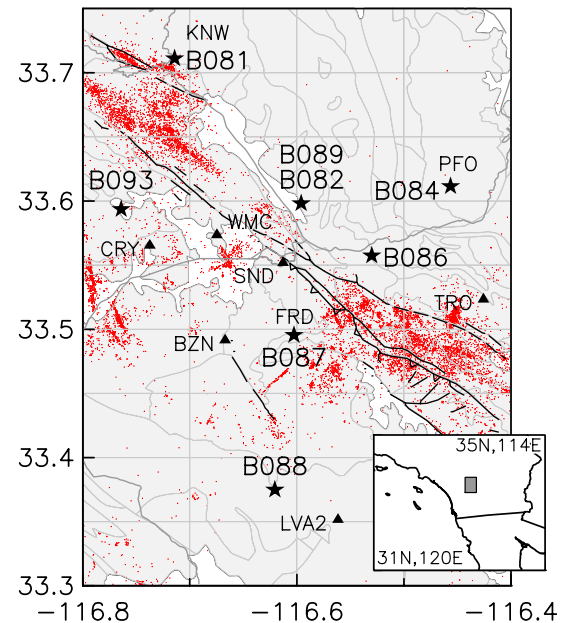 KNW
33.7
B081
B089
PFO
B093
B082
B084
33.6
WMC
CRY
B086
SND
TRO
FRD
33.5
BZN
B087
33.4
35N,114E
B088
LVA2
31N,120E
33.3
−116.8
−116.6
−116.4